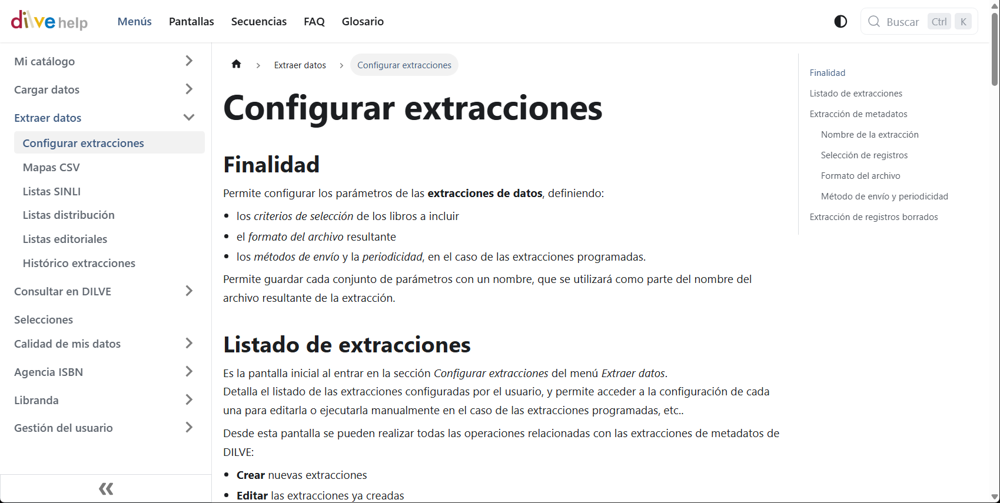 dilve help
Menús Pantallas Secuencias FAQ Glosario
Buscar Ctrl K
Mi catálogo
Cargar datos
Extraer datos
Configurar extracciones
Mapas CSV
Listas SINLI
Listas distribución
Listas editoriales
Histórico extracciones
Consultar en DILVE
Selecciones
Calidad de mis datos
Agencia ISBN
Libranda
Gestión del usuario
Extraer datos Configurar extracciones
Configurar extracciones
Finalidad
Permite configurar los parámetros de las extracciones de datos, definiendo:
los criterios de selección de los libros a incluir
el formato del archivo resultante
los métodos de envío y la periodicidad, en el caso de las extracciones programadas.
Permite guardar cada conjunto de parámetros con un nombre, que se utilizará como parte del nombre del
archivo resultante de la extracción.
Listado de extracciones
Es la pantalla inicial al entrar en la sección Configurar extracciones del menú Extraer datos.
Detalla el listado de las extracciones configuradas por el usuario, y permite acceder a la configuración de cada
una para editarla o ejecutarla manualmente en el caso de las extracciones programadas, etc..
Desde esta pantalla se pueden realizar todas las operaciones relacionadas con las extracciones de metadatos de
DILVE:
Crear nuevas extracciones
Editar las extracciones ya creadas
Finalidad
Listado de extracciones
Extracción de metadatos
Nombre de la extracción
Selección de registros
Formato del archivo
Método de envío y periodicidad
Extracción de registros borrados